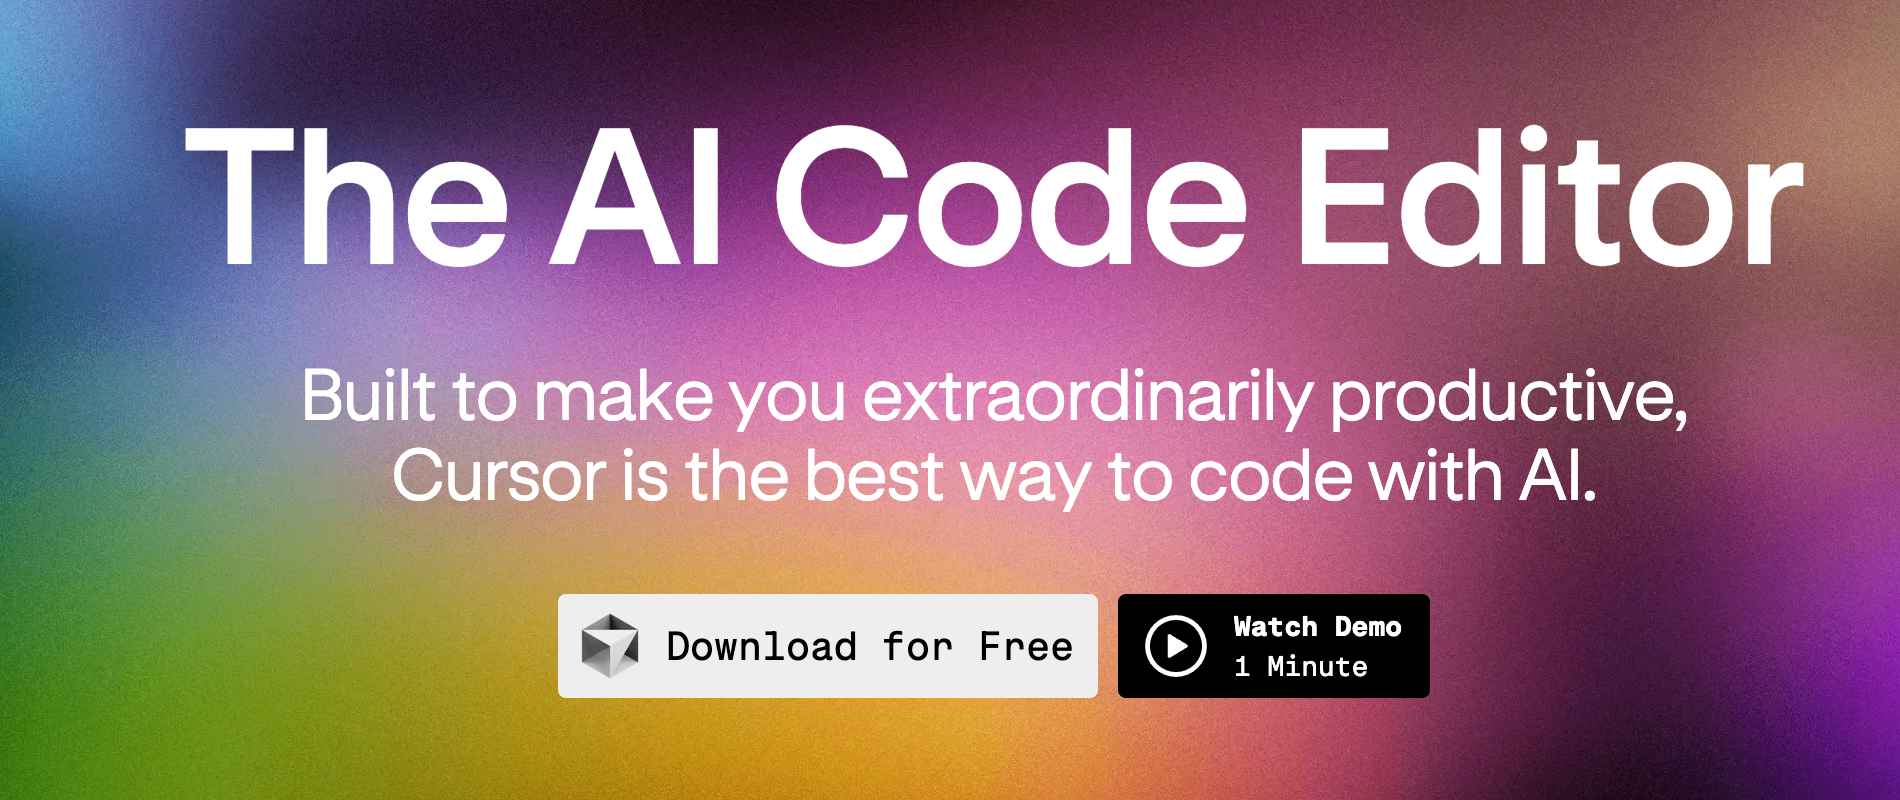 The AI Code Editor
Built to make you extraordinarily productive,
Cursor is the best way to code with AI.
Download for Free
Watch Demo
1 Minute